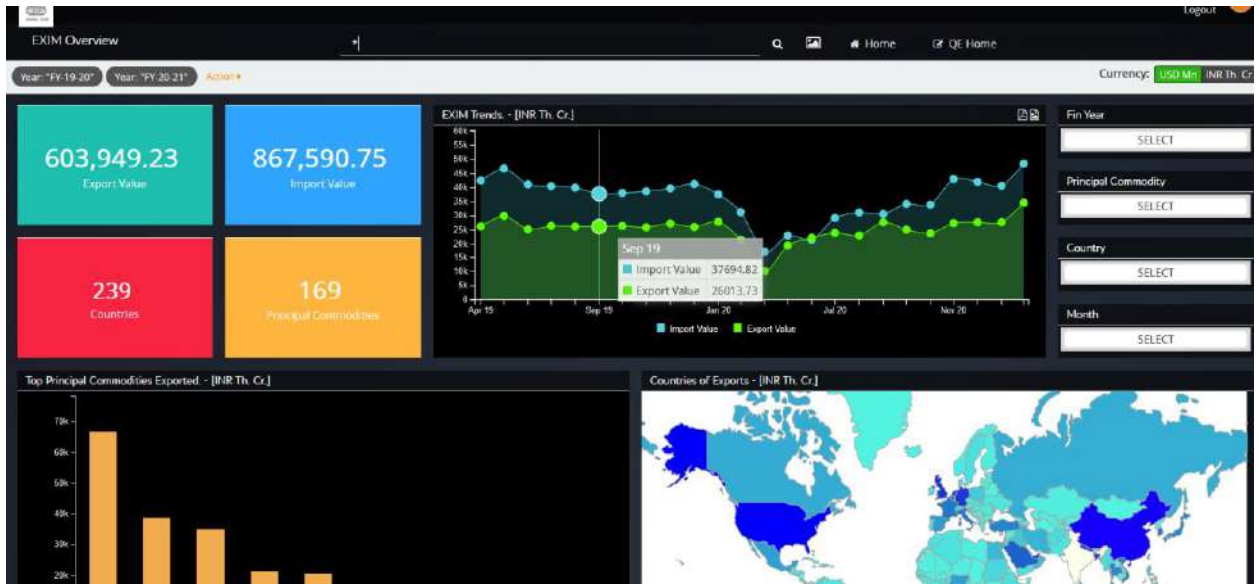 Logout
EXIM Overview
*
Home
QE Home
Year: "FY-19-20"
Year: "FY-20-21"
Action
Currency:
USD Mn
INR Th. Cr.
603,949.23
Export Value
867,590.75
Import Value
239
Countries
169
Principal Commodities
EXIM Trends. - [INR Th. Cr.]
60k
55k
50k
45k
40k
35k
30k
25k
20k
15k
10k
5k
0
Apr 19
Sep 19
Jan 20
Jul 20
Nov 20
Sep 19
Import Value 37694.82
Export Value 26013.73
Import Value
Export Value
Fin Year
SELECT
Principal Commodity
SELECT
Country
SELECT
Month
SELECT
Top Principal Commodities Exported. - [INR Th. Cr.]
70k
60k
50k
40k
30k
20k
Countries of Exports - [INR Th. Cr.]